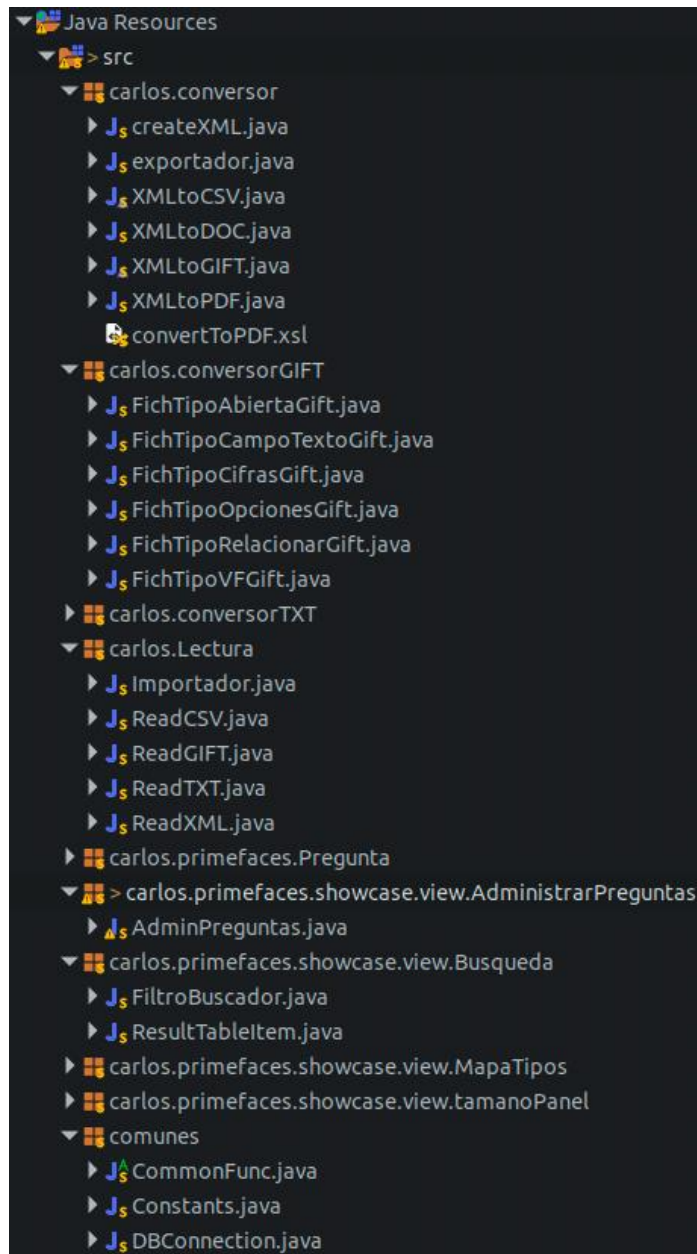 Java Resources
> src
carlos.conversor
createXML.java
exportador.java
XMLtoCSV.java
XMLtoDOC.java
XMLtoGIFT.java
XMLtoPDF.java
convertToPDF.xsl
carlos.conversorGIFT
FichTipoAbiertaGift.java
FichTipoCampoTextoGift.java
FichTipoCifrasGift.java
FichTipoOpcionesGift.java
FichTipoRelacionarGift.java
FichTipoVFGift.java
carlos.conversorTXT
carlos.Lectura
Importador.java
ReadCSV.java
ReadGIFT.java
ReadTXT.java
ReadXML.java
carlos.primefaces.Pregunta
> carlos.primefaces.showcase.view.AdministrarPreguntas
AdminPreguntas.java
carlos.primefaces.showcase.view.Busqueda
FiltroBuscador.java
ResultTableItem.java
carlos.primefaces.showcase.view.MapaTipos
carlos.primefaces.showcase.view.tamanoPanel
comunes
CommonFunc.java
Constants.java
DBConnection.java